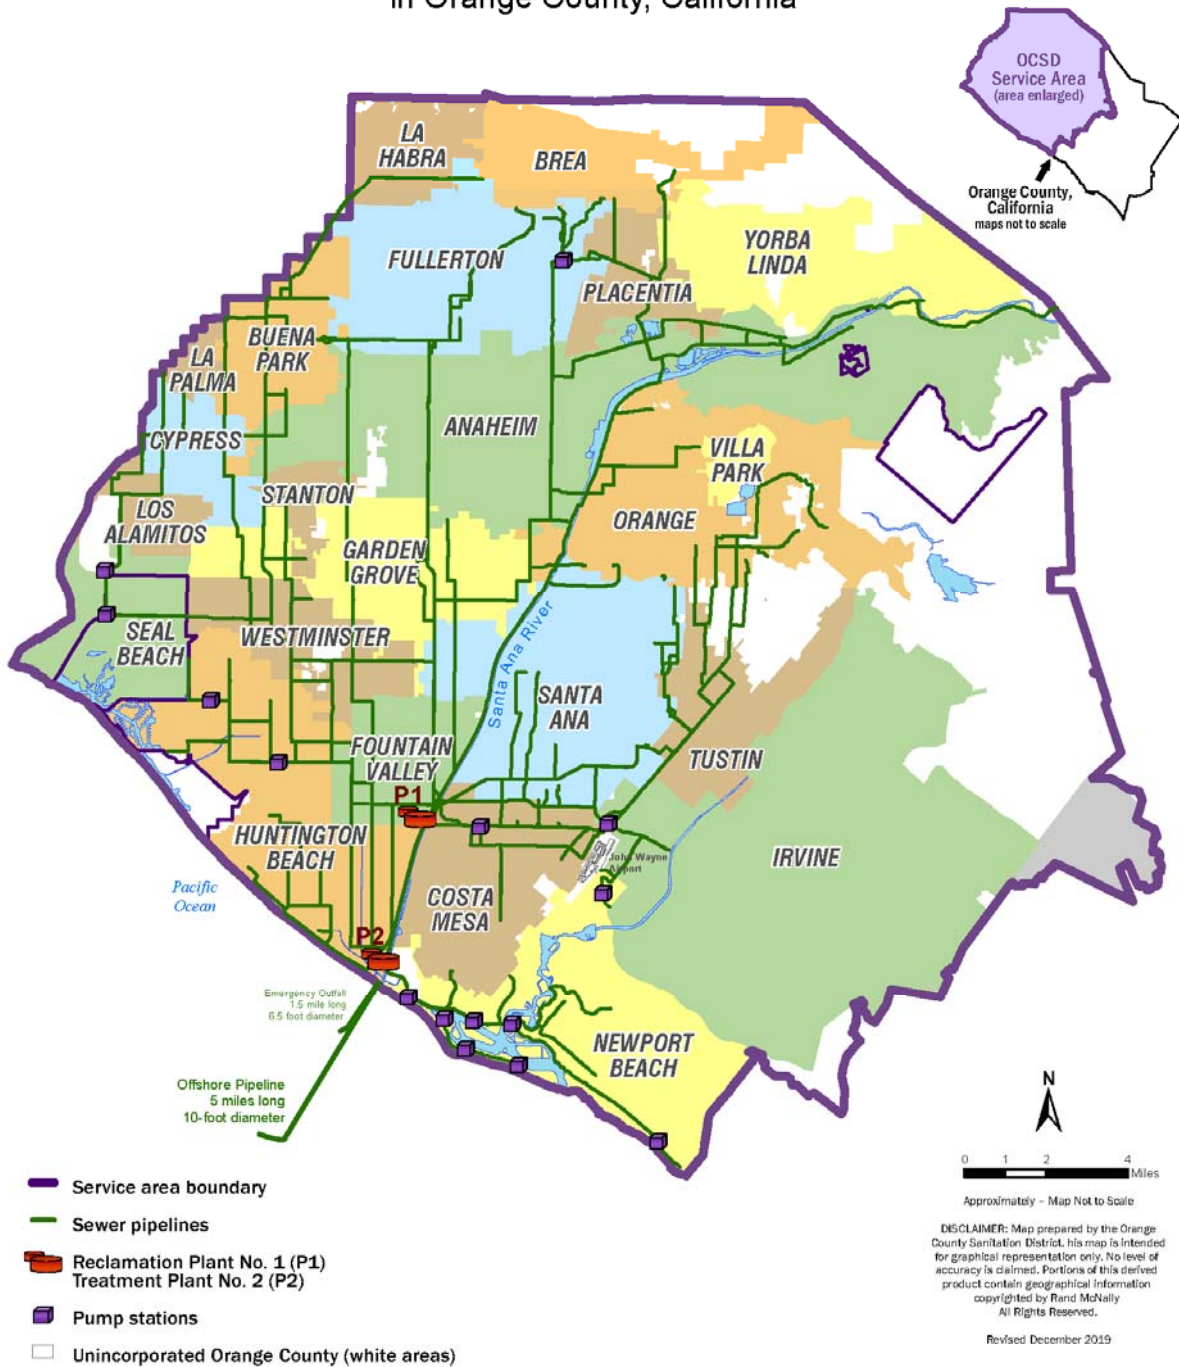 in Orange County, California
OCSD
Service Area
(area enlarged)
Orange County,
California
maps not to scale
LA
HABRA
BREA
FULLERTON
YORBA
LINDA
PLACENTIA
BUENA
PARK
LA
PALMA
CYPRESS
ANAHEIM
VILLA
PARK
STANTON
LOS
ALAMITOS
ORANGE
GARDEN
GROVE
SEAL
BEACH
WESTMINSTER
Santa Ana River
SANTA
ANA
FOUNTAIN
VALLEY
TUSTIN
P1
HUNTINGTON
BEACH
John Wayne
Airport
IRVINE
Pacific
Ocean
COSTA
MESA
P2
Emergency Outfall
1.5 mile long
6.5 foot diameter
NEWPORT
BEACH
Offshore Pipeline
5 miles long
10-foot diameter
N
0 1 2 4
Miles
Approximately - Map Not to Scale
DISCLAIMER: Map prepared by the Orange
County Sanitation District. his map is intended
for graphical representation only. No level of
accuracy is claimed. Portions of this derived
product contain geographical information
copyrighted by Rand McNally
All Rights Reserved.
Revised December 2019
Service area boundary
Sewer pipelines
Reclamation Plant No. 1 (P1)
Treatment Plant No. 2 (P2)
Pump stations
Unincorporated Orange County (white areas)